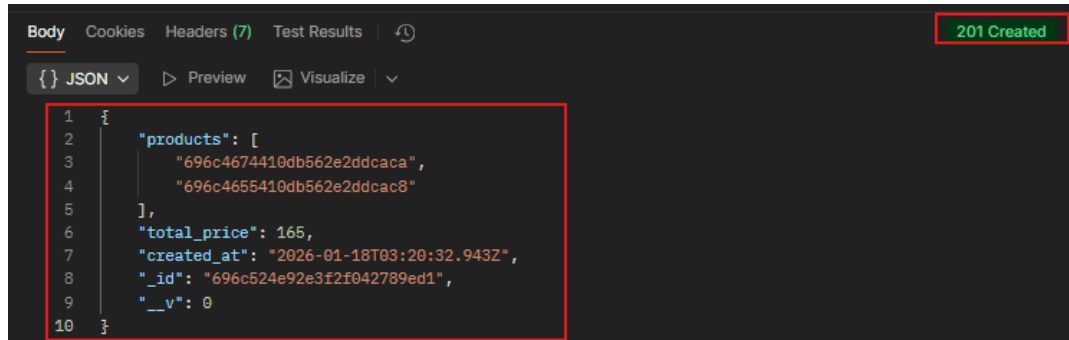 Body Cookies Headers (7) Test Results 201 Created
{} JSON Preview Visualize
1 {
2 "products": [
3 "696c4674410db562e2ddcaca",
4 "696c4655410db562e2ddcac8"
5 ],
6 "total_price": 165,
7 "created_at": "2026-01-18T03:20:32.943Z",
8 "_id": "696c524e92e3f2f042789ed1",
9 "__v": 0
10 }